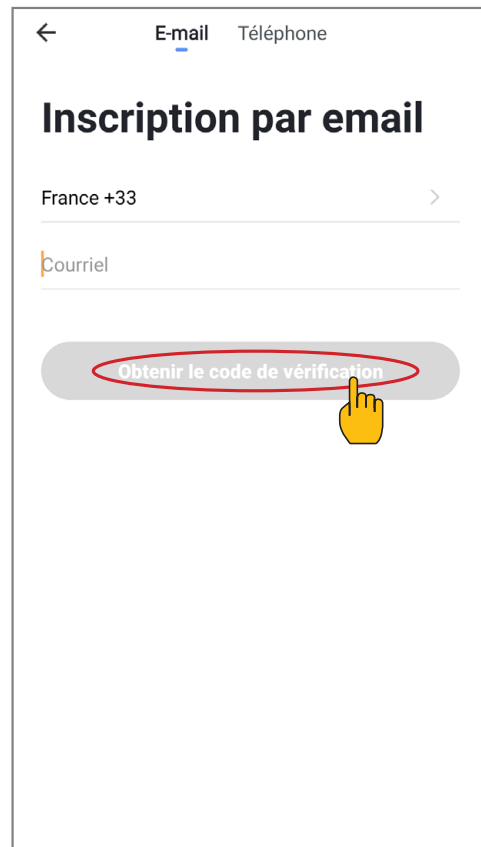 E-mail Téléphone
Inscription par email
France +33
Courriel
Obtenir le code de vérification